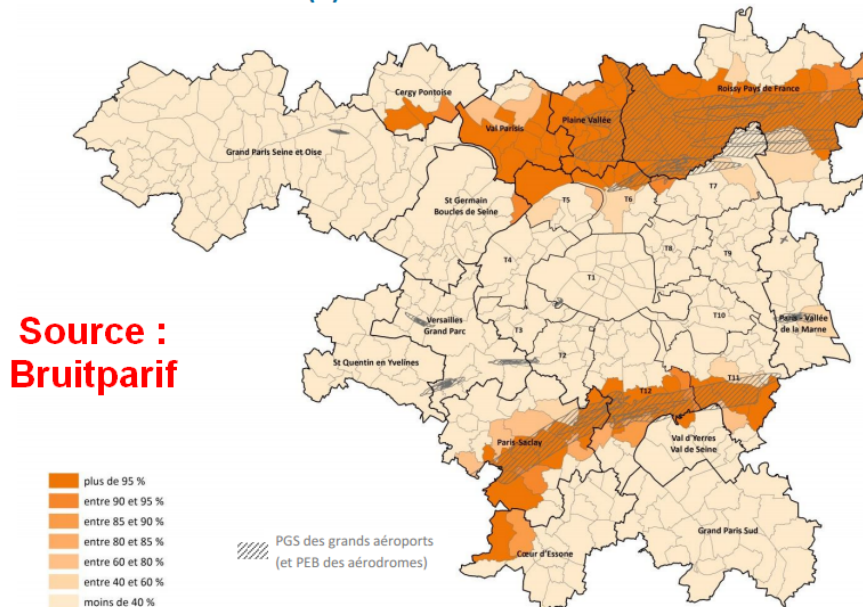 Cergy Pontoise
Roissy Pays de France
Val Parisis
Plaine Vallée
Grand Paris Seine et Oise
St Germain
Boucles de Seine
T5
T6
T7
T4
T8
T9
T1
Source :
Bruitparif
Versailles
Grand Parc
T3
T2
T10
Paris - Vallée
de la Marne
St Quentin en Yvelines
T12
T11
Paris-Saclay
Val d'Yerres
Val de Seine
plus de 95 %
entre 90 et 95 %
entre 85 et 90 %
entre 80 et 85 %
entre 60 et 80 %
entre 40 et 60 %
moins de 40 %
PGS des grands aéroports
(et PEB des aérodromes)
Grand Paris Sud
Cœur d'Essone